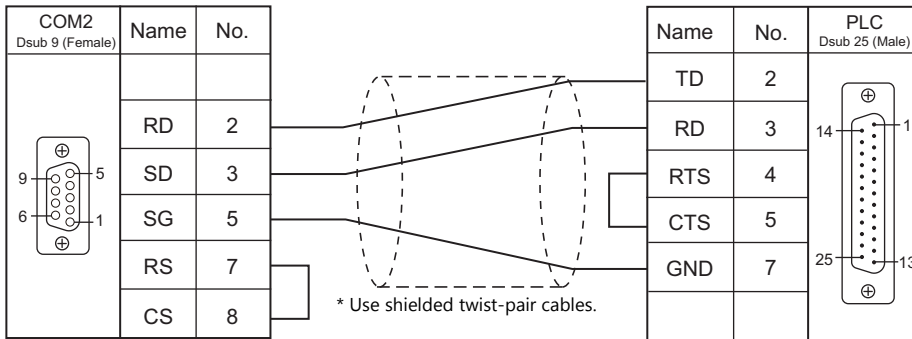 COM2
Dsub 9 (Female)
Name No.
RD 2
SD 3
SG 5
RS 7
CS 8
9
5
6
1
* Use shielded twist-pair cables.
Name No.
PLC
Dsub 25 (Male)
TD 2
RD 3
RTS 4
CTS 5
GND 7
14
1
25
13